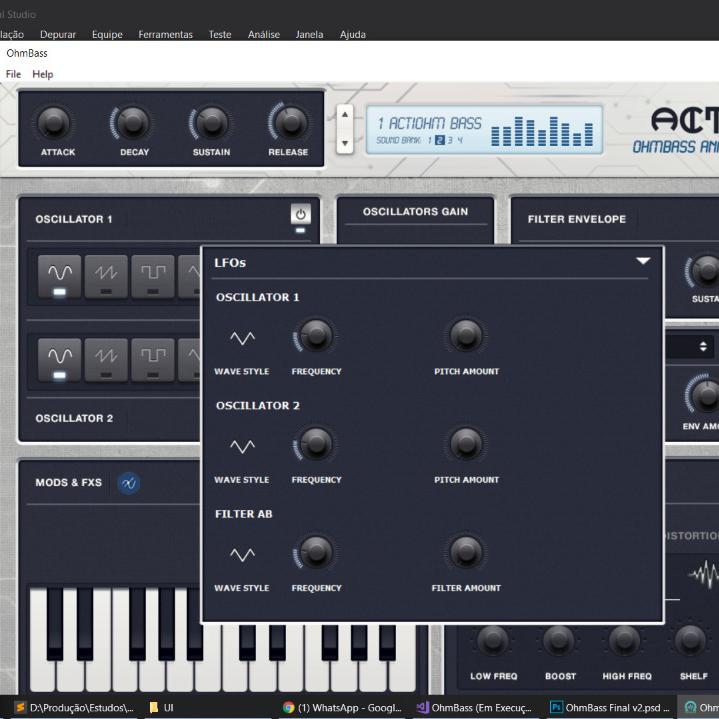 l Studio
lação Depurar Equipe Ferramentas Teste Análise Janela Ajuda
OhmBass
File Help
ATTACK DECAY SUSTAIN RELEASE
1 ACTIOHM BASS
SOUND BANK 1 2 3 4
ACT
OHMBASS AN
OSCILLATOR 1
OSCILLATORS GAIN
FILTER ENVELOPE
LFOs
OSCILLATOR 1
WAVE STYLE FREQUENCY PITCH AMOUNT
OSCILLATOR 2
WAVE STYLE FREQUENCY PITCH AMOUNT
FILTER AB
WAVE STYLE FREQUENCY FILTER AMOUNT
SUSTA
ENV AMO
OSCILLATOR 2
MODS & FXS
ISTORTIO
LOW FREQ BOOST HIGH FREQ SHELF
D:\Produção\Estudos\... UI (1) WhatsApp - Googl... OhmBass (Em Execuç... OhmBass Final v2.psd ... Ohm